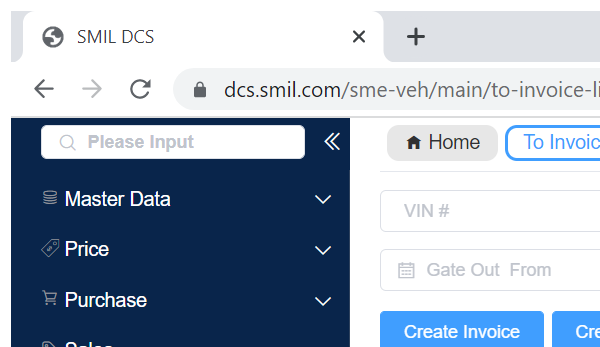 SMIL DCS
dcs.smil.com/sme-veh/main/to-invoice-li
Please Input
Home
To Invoic
Master Data
VIN #
Price
Gate Out From
Purchase
Create Invoice
Cre
Sales